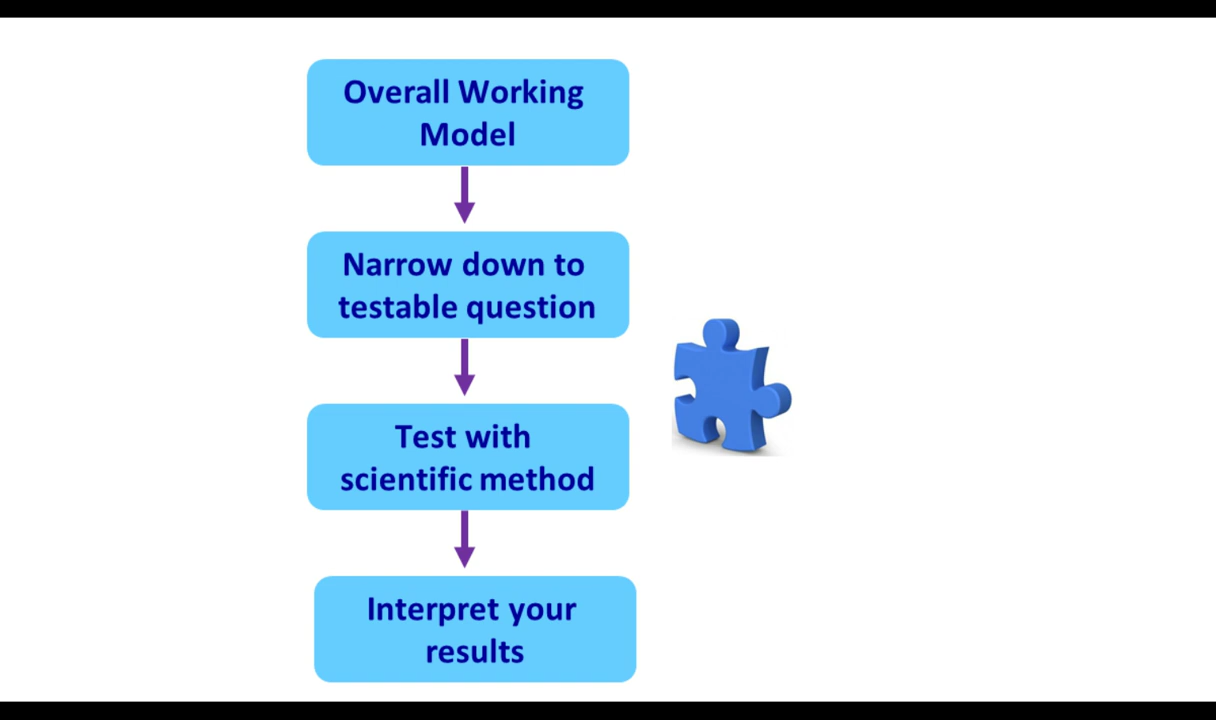 Overall Working
Model
Narrow down to
testable question
Test with
scientific method
Interpret your
results